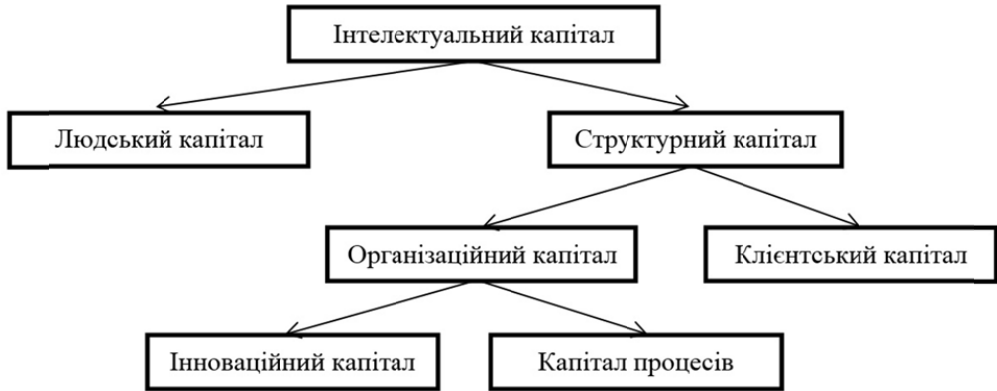 Інтелектуальний капітал
Людський капітал
Структурний капітал
Організаційний капітал
Клієнтський капітал
Інноваційний капітал
Капітал процесів